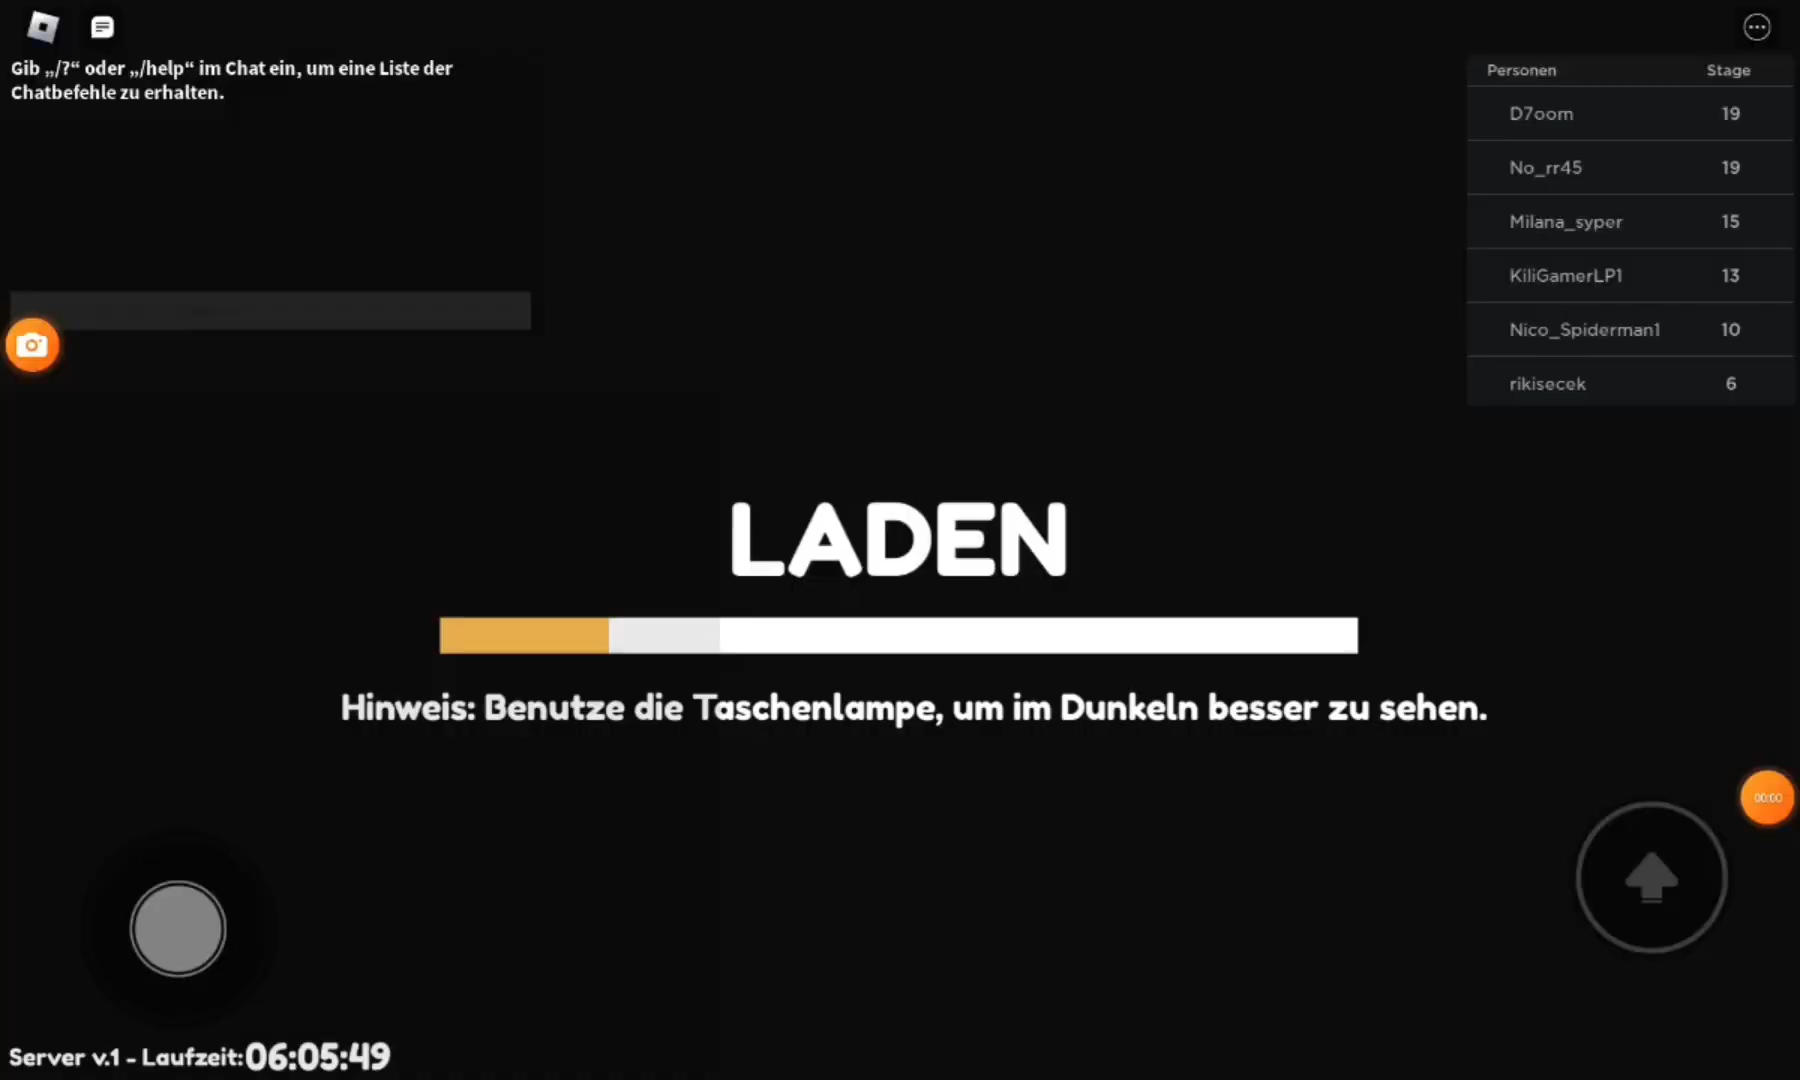 Gib „/?“ oder „/help“ im Chat ein, um eine Liste der
Chatbefehle zu erhalten.
Personen Stage
D7oom 19
No_rr45 19
Milana_syper 15
KiliGamerLP1 13
Nico_Spiderman1 10
rikisecek 6
LADEN
Hinweis: Benutze die Taschenlampe, um im Dunkeln besser zu sehen.
00:00
Server v.1 - Laufzeit:06:05:49